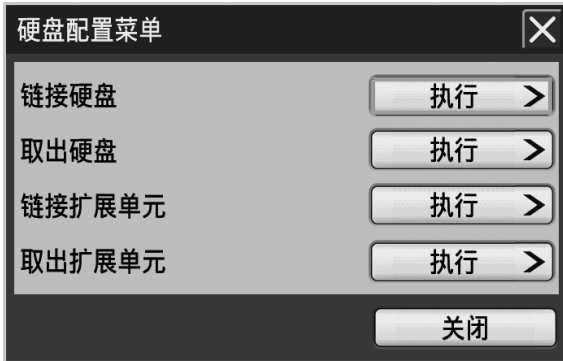 硬盘配置菜单
链接硬盘 执行
取出硬盘 执行
链接扩展单元 执行
取出扩展单元 执行
关闭